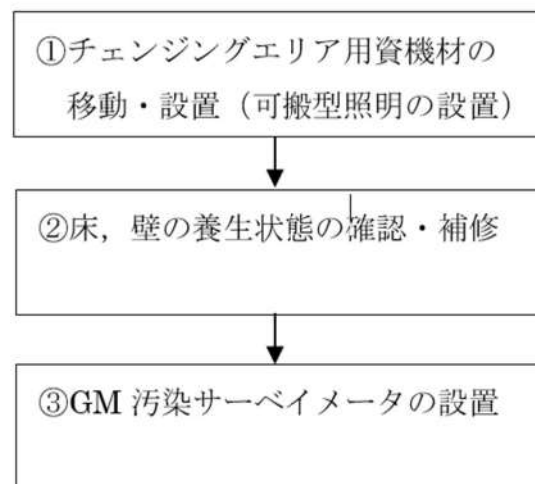 ①チェンジングエリア用資機材の
移動・設置（可搬型照明の設置）
②床，壁の養生状態の確認・補修
③GM 汚染サーベイメータの設置